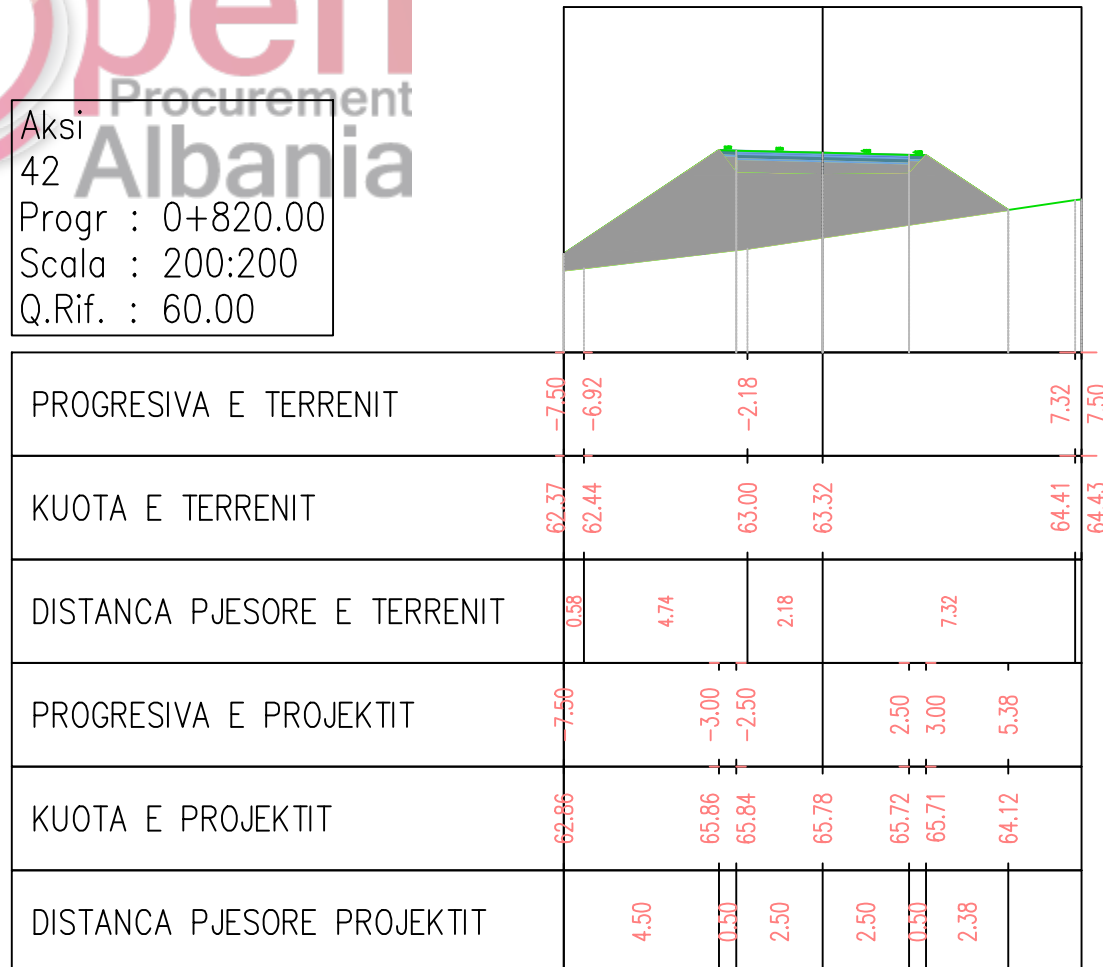 open
Procurement
Albania
Aksi
42
Progr : 0+820.00
Scala : 200:200
Q.Rif. : 60.00
PROGRESIVA E TERRENIT -7.50 -6.92 -2.18 7.32 7.50
KUOTA E TERRENIT 62.37 62.44 63.00 63.32 64.41 64.43
DISTANCA PJESORE E TERRENIT 0.58 4.74 2.18 7.32
PROGRESIVA E PROJEKTIT -7.50 -3.00 -2.50 2.50 3.00 5.38
KUOTA E PROJEKTIT 62.86 65.86 65.84 65.78 65.72 65.71 64.12
DISTANCA PJESORE PROJEKTIT 4.50 0.50 2.50 2.50 0.50 2.38